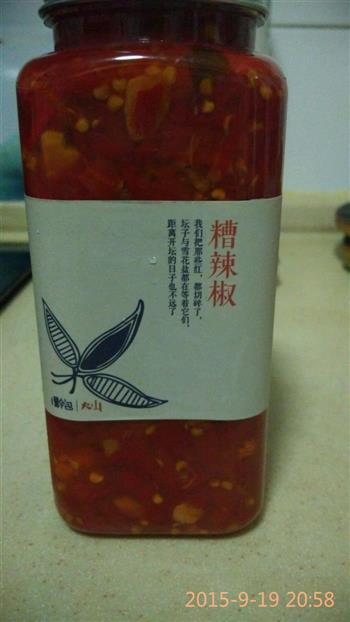 糟辣椒
我们把那些红，都切碎了，
坛子与雪花盐都在等着它们，
距离开坛的日子也不远了
2015-9-19 20:58